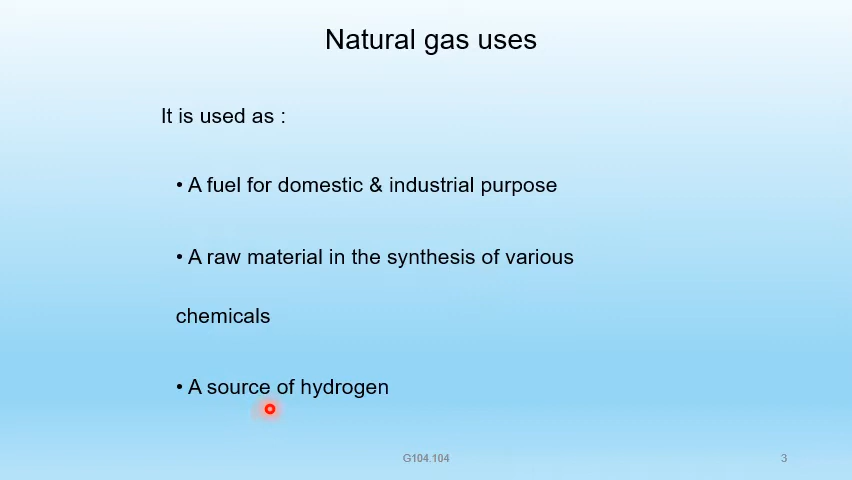 Natural gas uses
It is used as :
• A fuel for domestic & industrial purpose
• A raw material in the synthesis of various
chemicals
• A source of hydrogen
G104.104
3